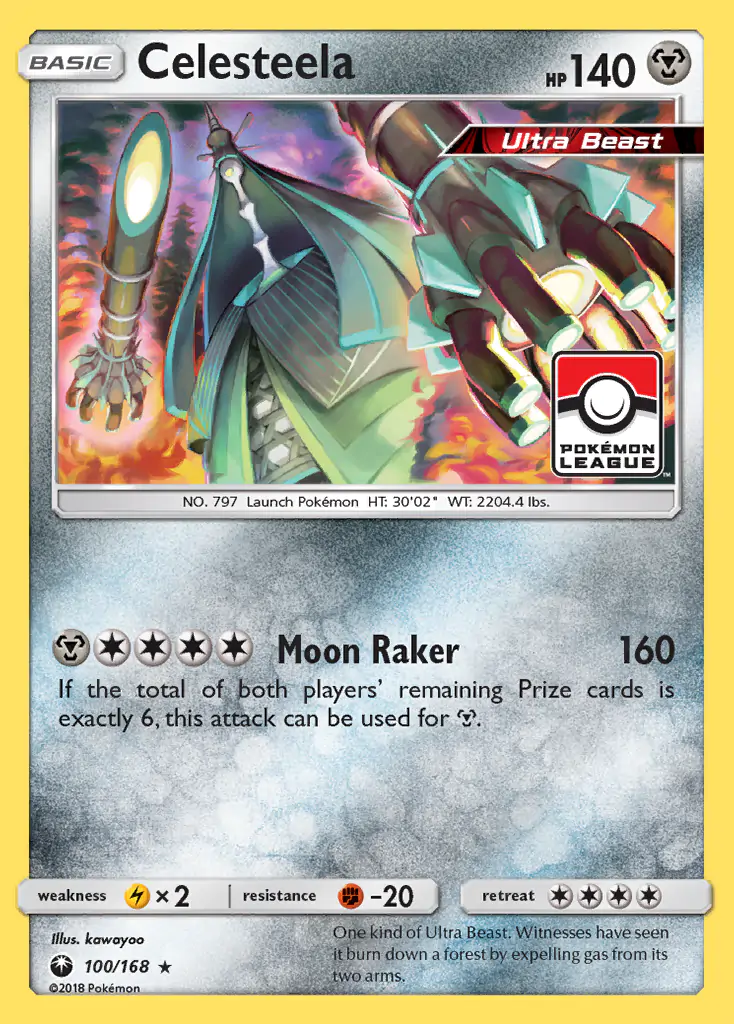 BASIC Celesteela HP 140
Ultra Beast
POKÉMON
LEAGUE
™
NO. 797 Launch Pokémon HT: 30'02" WT: 2204.4 lbs.
Moon Raker 160
If the total of both players' remaining Prize cards is
exactly 6, this attack can be used for .
weakness ×2 resistance -20 retreat
Illus. kawayoo
100/168 ★
©2018 Pokémon
One kind of Ultra Beast. Witnesses have seen
it burn down a forest by expelling gas from its
two arms.